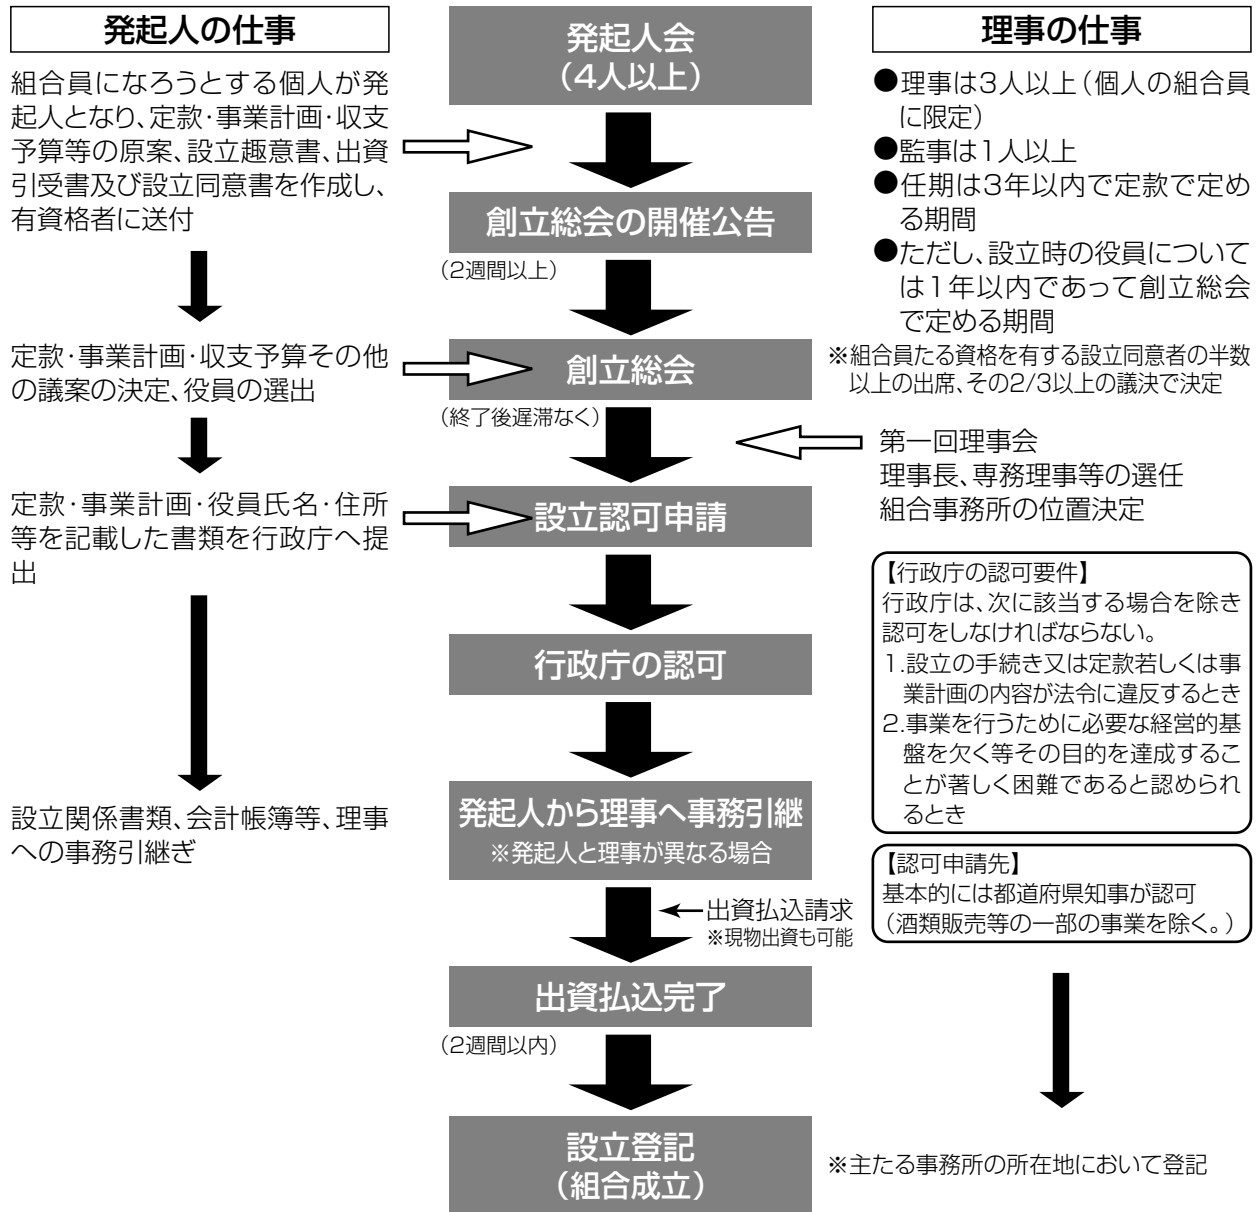 発起人の仕事
組合員になろうとする個人が発
起人となり、定款・事業計画・収支
予算等の原案、設立趣意書、出資
引受書及び設立同意書を作成し、
有資格者に送付
定款・事業計画・収支予算その他
の議案の決定、役員の選出
定款・事業計画・役員氏名・住所
等を記載した書類を行政庁へ提
出
設立関係書類、会計帳簿等、理事
への事務引継ぎ
発起人会
(4人以上)
創立総会の開催公告
(2週間以上)
創立総会
(終了後遅滞なく)
設立認可申請
行政庁の認可
発起人から理事へ事務引継
※発起人と理事が異なる場合
出資払込請求
※現物出資も可能
出資払込完了
(2週間以内)
設立登記
(組合成立)
理事の仕事
●理事は3人以上(個人の組合員
に限定)
●監事は1人以上
●任期は3年以内で定款で定め
る期間
●ただし、設立時の役員について
は1年以内であって創立総会
で定める期間
※組合員たる資格を有する設立同意者の半数
以上の出席、その2/3以上の議決で決定
第一回理事会
理事長、専務理事等の選任
組合事務所の位置決定
【行政庁の認可要件】
行政庁は、次に該当する場合を除き
認可をしなければならない。
1.設立の手続き又は定款若しくは事
業計画の内容が法令に違反するとき
2.事業を行うために必要な経営的基
盤を欠く等その目的を達成するこ
とが著しく困難であると認められ
るとき
【認可申請先】
基本的には都道府県知事が認可
(酒類販売等の一部の事業を除く。)
※主たる事務所の所在地において登記